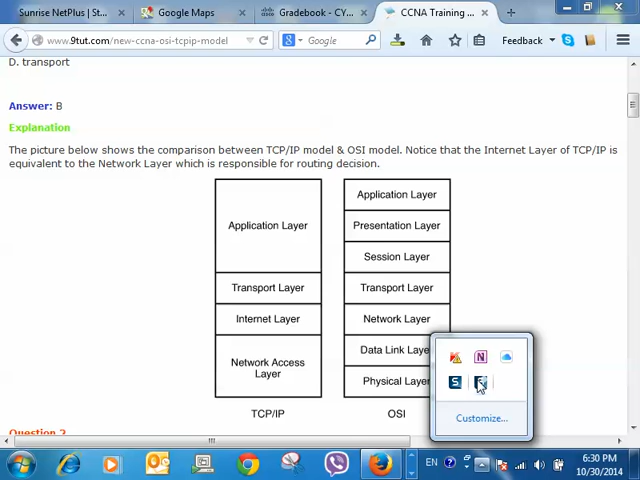 Sunrise NetPlus | St...
Google Maps
Gradebook - CY...
CCNA Training ...
www.9tut.com/new-ccna-osi-tcpip-model
Google
Feedback
D. transport
Answer: B
Explanation
The picture below shows the comparison between TCP/IP model & OSI model. Notice that the Internet Layer of TCP/IP is
equivalent to the Network Layer which is responsible for routing decision.
Application Layer
Transport Layer
Internet Layer
Network Access
Layer
TCP/IP
Application Layer
Presentation Layer
Session Layer
Transport Layer
Network Layer
Data Link Laye
Physical Layer
OSI
Customize...
Question 2
EN
6:30 PM
10/30/2014